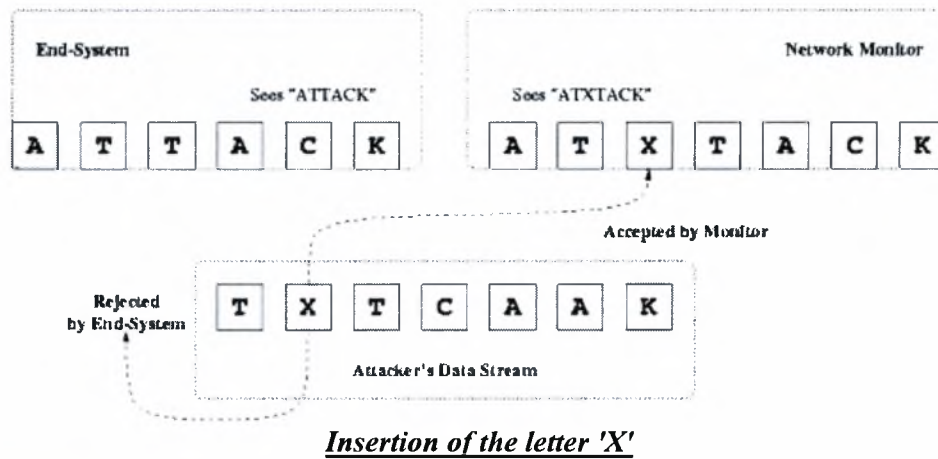 End-System
Network Monitor
Sees "ATTACK"
Sees "ATXTACK"
A T T A C K
A T X T A C K
Accepted by Monitor
Rejected
by End-System
T X T C A A K
Attacker's Data Stream
Insertion of the letter 'X'